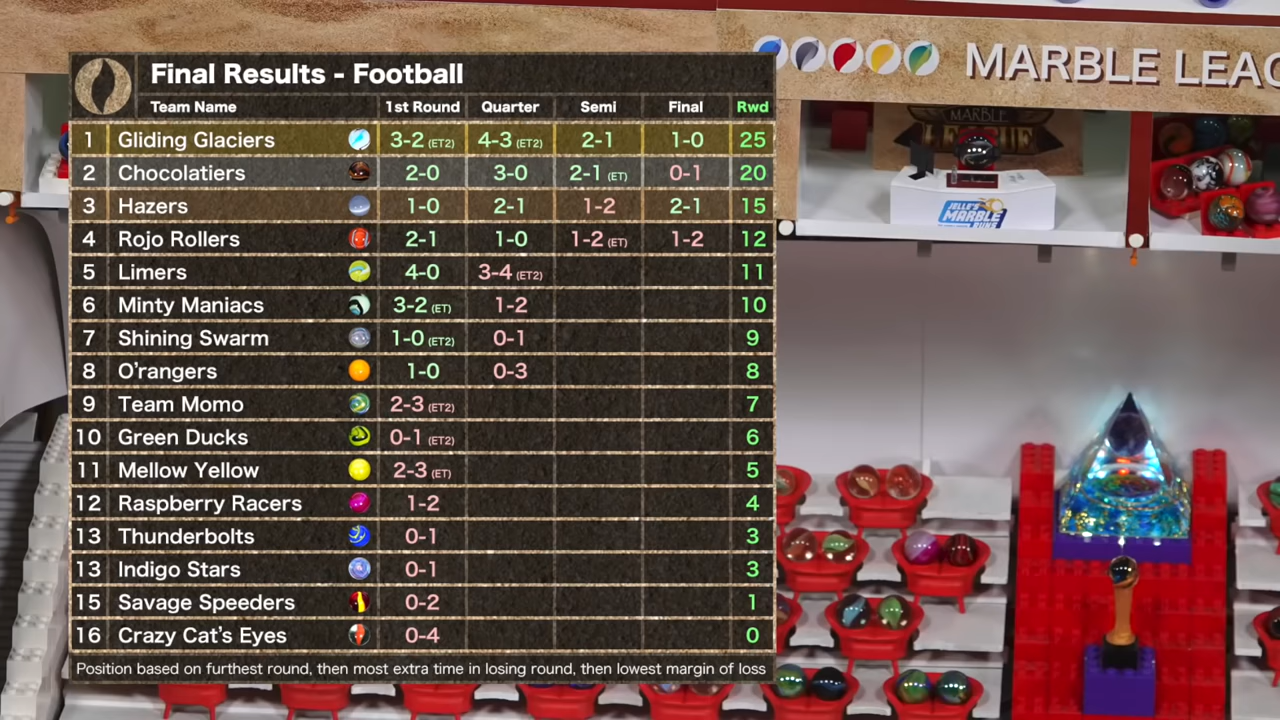 Final Results - Football
MARBLE LEAG
Team Name 1st Round Quarter Semi Final Rwd
1 Gliding Glaciers 3-2 (ET2) 4-3 (ET2) 2-1 1-0 25
2 Chocolatiers 2-0 3-0 2-1 (ET) 0-1 20
3 Hazers 1-0 2-1 1-2 2-1 15
4 Rojo Rollers 2-1 1-0 1-2 (ET) 1-2 12
5 Limers 4-0 3-4 (ET2) 11
6 Minty Maniacs 3-2 (ET) 1-2 10
7 Shining Swarm 1-0 (ET2) 0-1 9
8 O'rangers 1-0 0-3 8
9 Team Momo 2-3 (ET2) 7
10 Green Ducks 0-1 (ET2) 6
11 Mellow Yellow 2-3 (ET) 5
12 Raspberry Racers 1-2 4
13 Thunderbolts 0-1 3
13 Indigo Stars 0-1 3
15 Savage Speeders 0-2 1
16 Crazy Cat's Eyes 0-4 0
Position based on furthest round, then most extra time in losing round, then lowest margin of loss
MARBLE
LEAGUE
JELLE'S
MARBLE
RUNS